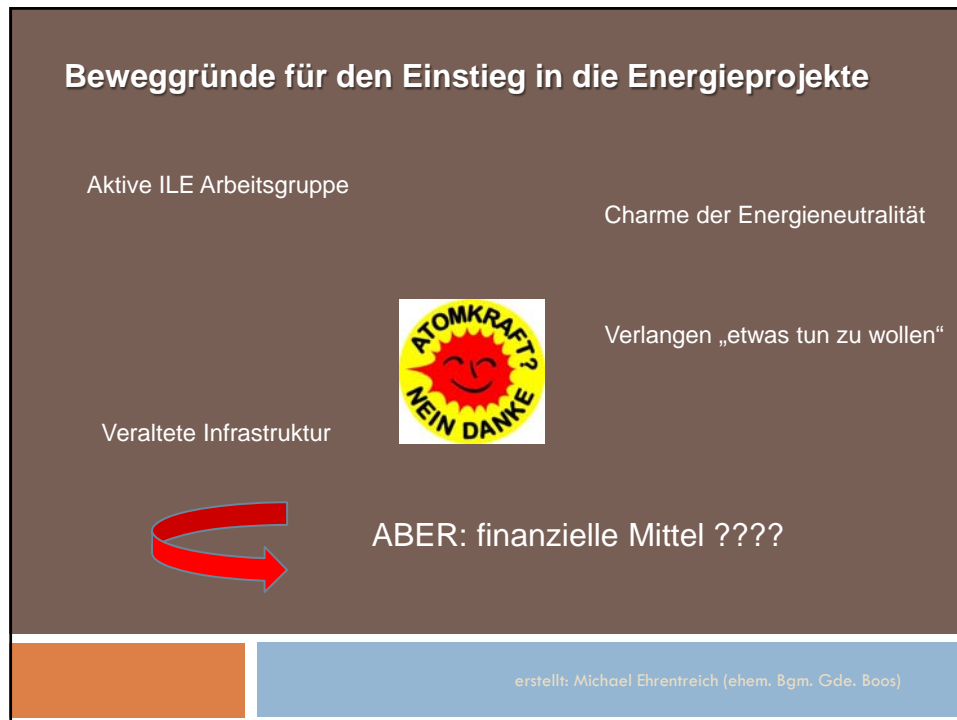 Beweggründe für den Einstieg in die Energieprojekte
Aktive ILE Arbeitsgruppe
Charme der Energieneutralität
ATOMKRAFT?
NEIN DANKE
Verlangen „etwas tun zu wollen“
Veraltete Infrastruktur
ABER: finanzielle Mittel ????
erstellt: Michael Ehrentreich (ehem. Bgm. Gde. Boos)